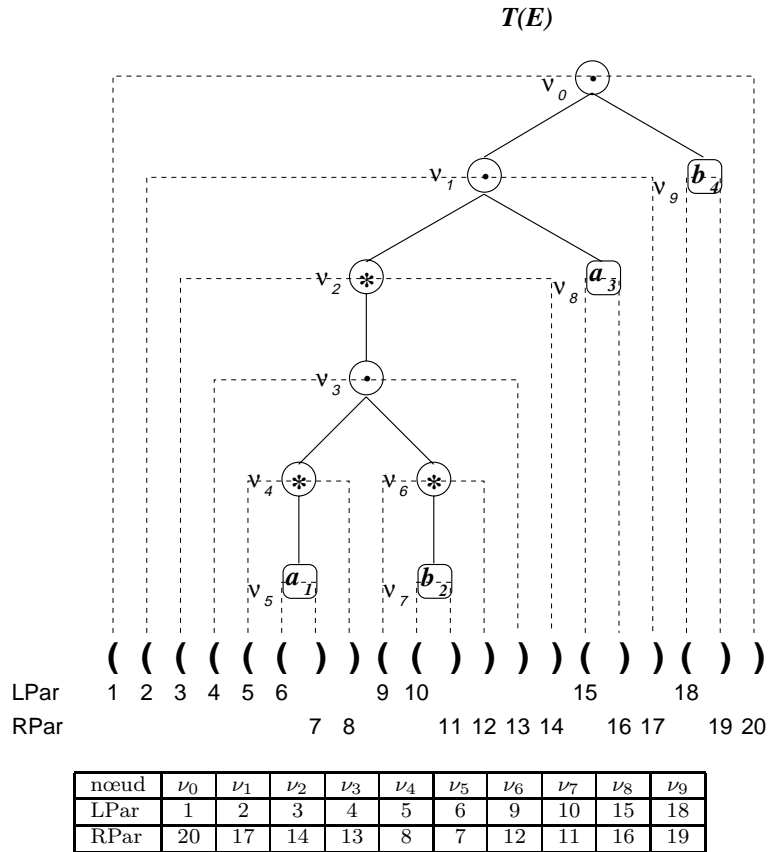 T(E)
ν0 ·
ν1 · ν9 b4
ν2 * ν8 a3
ν3 ·
ν4 * ν6 *
ν5 a1 ν7 b2
( ( ( ( ( ( ) ) ( ( ) ) ) ) ( ) ) ( ) )
LPar 1 2 3 4 5 6 9 10 15 18
RPar 7 8 11 12 13 14 16 17 19 20
nœud ν0 ν1 ν2 ν3 ν4 ν5 ν6 ν7 ν8 ν9
LPar 1 2 3 4 5 6 9 10 15 18
RPar 20 17 14 13 8 7 12 11 16 19